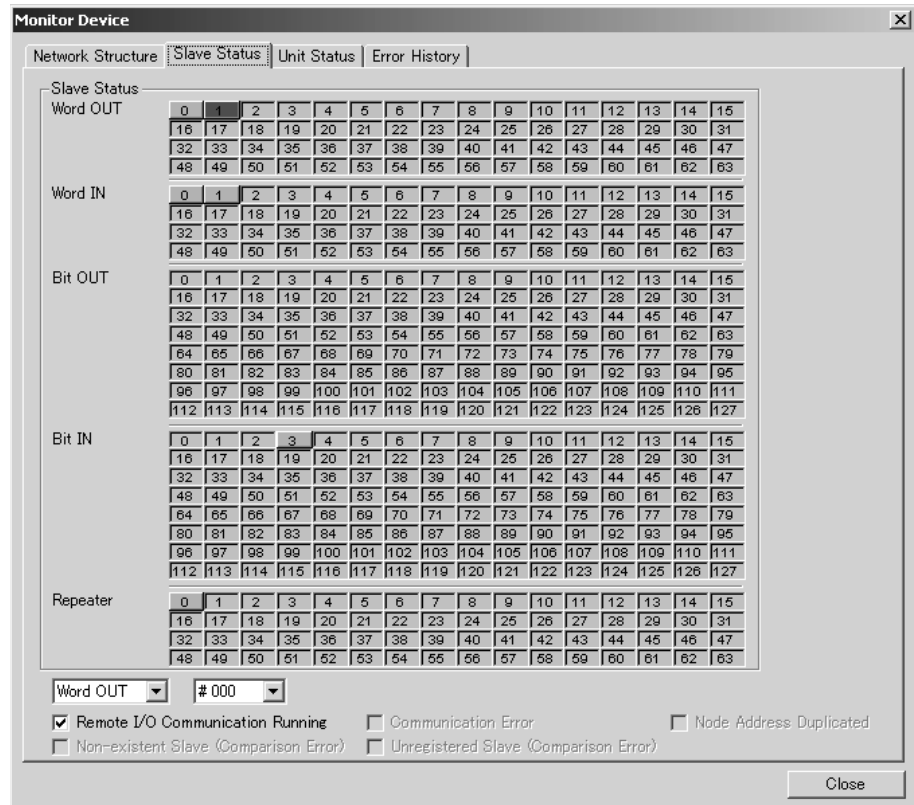 Monitor Device
Network Structure Slave Status Unit Status Error History
Slave Status
Word OUT 0 1 2 3 4 5 6 7 8 9 10 11 12 13 14 15
16 17 18 19 20 21 22 23 24 25 26 27 28 29 30 31
32 33 34 35 36 37 38 39 40 41 42 43 44 45 46 47
48 49 50 51 52 53 54 55 56 57 58 59 60 61 62 63
Word IN 0 1 2 3 4 5 6 7 8 9 10 11 12 13 14 15
16 17 18 19 20 21 22 23 24 25 26 27 28 29 30 31
32 33 34 35 36 37 38 39 40 41 42 43 44 45 46 47
48 49 50 51 52 53 54 55 56 57 58 59 60 61 62 63
Bit OUT 0 1 2 3 4 5 6 7 8 9 10 11 12 13 14 15
16 17 18 19 20 21 22 23 24 25 26 27 28 29 30 31
32 33 34 35 36 37 38 39 40 41 42 43 44 45 46 47
48 49 50 51 52 53 54 55 56 57 58 59 60 61 62 63
64 65 66 67 68 69 70 71 72 73 74 75 76 77 78 79
80 81 82 83 84 85 86 87 88 89 90 91 92 93 94 95
96 97 98 99 100 101 102 103 104 105 106 107 108 109 110 111
112 113 114 115 116 117 118 119 120 121 122 123 124 125 126 127
Bit IN 0 1 2 3 4 5 6 7 8 9 10 11 12 13 14 15
16 17 18 19 20 21 22 23 24 25 26 27 28 29 30 31
32 33 34 35 36 37 38 39 40 41 42 43 44 45 46 47
48 49 50 51 52 53 54 55 56 57 58 59 60 61 62 63
64 65 66 67 68 69 70 71 72 73 74 75 76 77 78 79
80 81 82 83 84 85 86 87 88 89 90 91 92 93 94 95
96 97 98 99 100 101 102 103 104 105 106 107 108 109 110 111
112 113 114 115 116 117 118 119 120 121 122 123 124 125 126 127
Repeater 0 1 2 3 4 5 6 7 8 9 10 11 12 13 14 15
16 17 18 19 20 21 22 23 24 25 26 27 28 29 30 31
32 33 34 35 36 37 38 39 40 41 42 43 44 45 46 47
48 49 50 51 52 53 54 55 56 57 58 59 60 61 62 63
Word OUT # 000
Remote I/O Communication Running Communication Error Node Address Duplicated
Non-existent Slave (Comparison Error) Unregistered Slave (Comparison Error)
Close